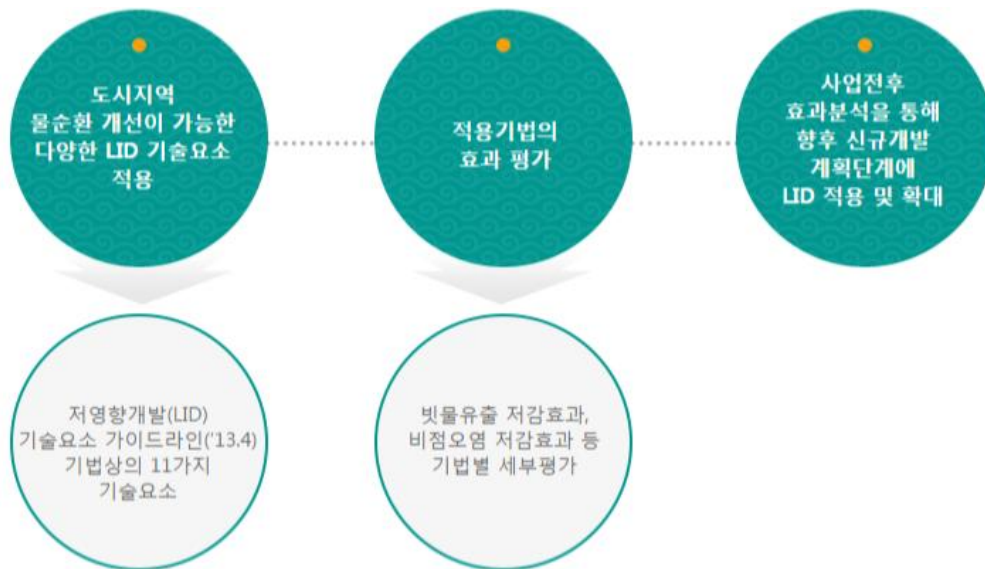 도시지역
물순환 개선이 가능한
다양한 LID 기술요소
적용
적용기법의
효과 평가
사업전후
효과분석을 통해
향후 신규개발
계획단계에
LID 적용 및 확대
저영향개발(LID)
기술요소 가이드라인('13.4)
기법상의 11가지
기술요소
빗물유출 저감효과,
비점오염 저감효과 등
기법별 세부평가